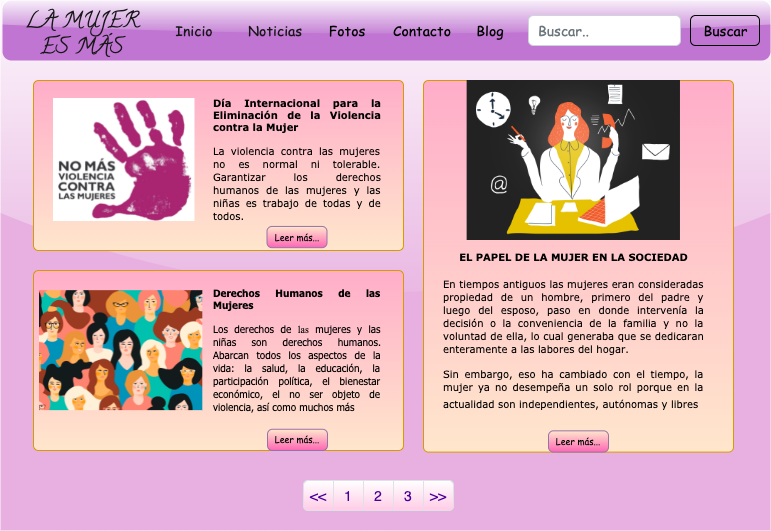 LA MUJER
ES MÁS
Inicio
Noticias
Fotos
Contacto
Blog
Buscar..
Buscar
NO MÁS
VIOLENCIA
CONTRA
LAS MUJERES
Día Internacional para la
Eliminación de la Violencia
contra la Mujer
La violencia contra las mujeres
no es normal ni tolerable.
Garantizar los derechos
humanos de las mujeres y las
niñas es trabajo de todas y de
todos.
Leer más...
Derechos Humanos de las
Mujeres
Los derechos de las mujeres y las
niñas son derechos humanos.
Abarcan todos los aspectos de la
vida: la salud, la educación, la
participación política, el bienestar
económico, el no ser objeto de
violencia, así como muchos más
Leer más...
@
EL PAPEL DE LA MUJER EN LA SOCIEDAD
En tiempos antiguos las mujeres eran consideradas
propiedad de un hombre, primero del padre y
luego del esposo, paso en donde intervenía la
decisión o la conveniencia de la familia y no la
voluntad de ella, lo cual generaba que se dedicaran
enteramente a las labores del hogar.
Sin embargo, eso ha cambiado con el tiempo, la
mujer ya no desempeña un solo rol porque en la
actualidad son independientes, autónomas y libres
Leer más...
<< 1 2 3 >>